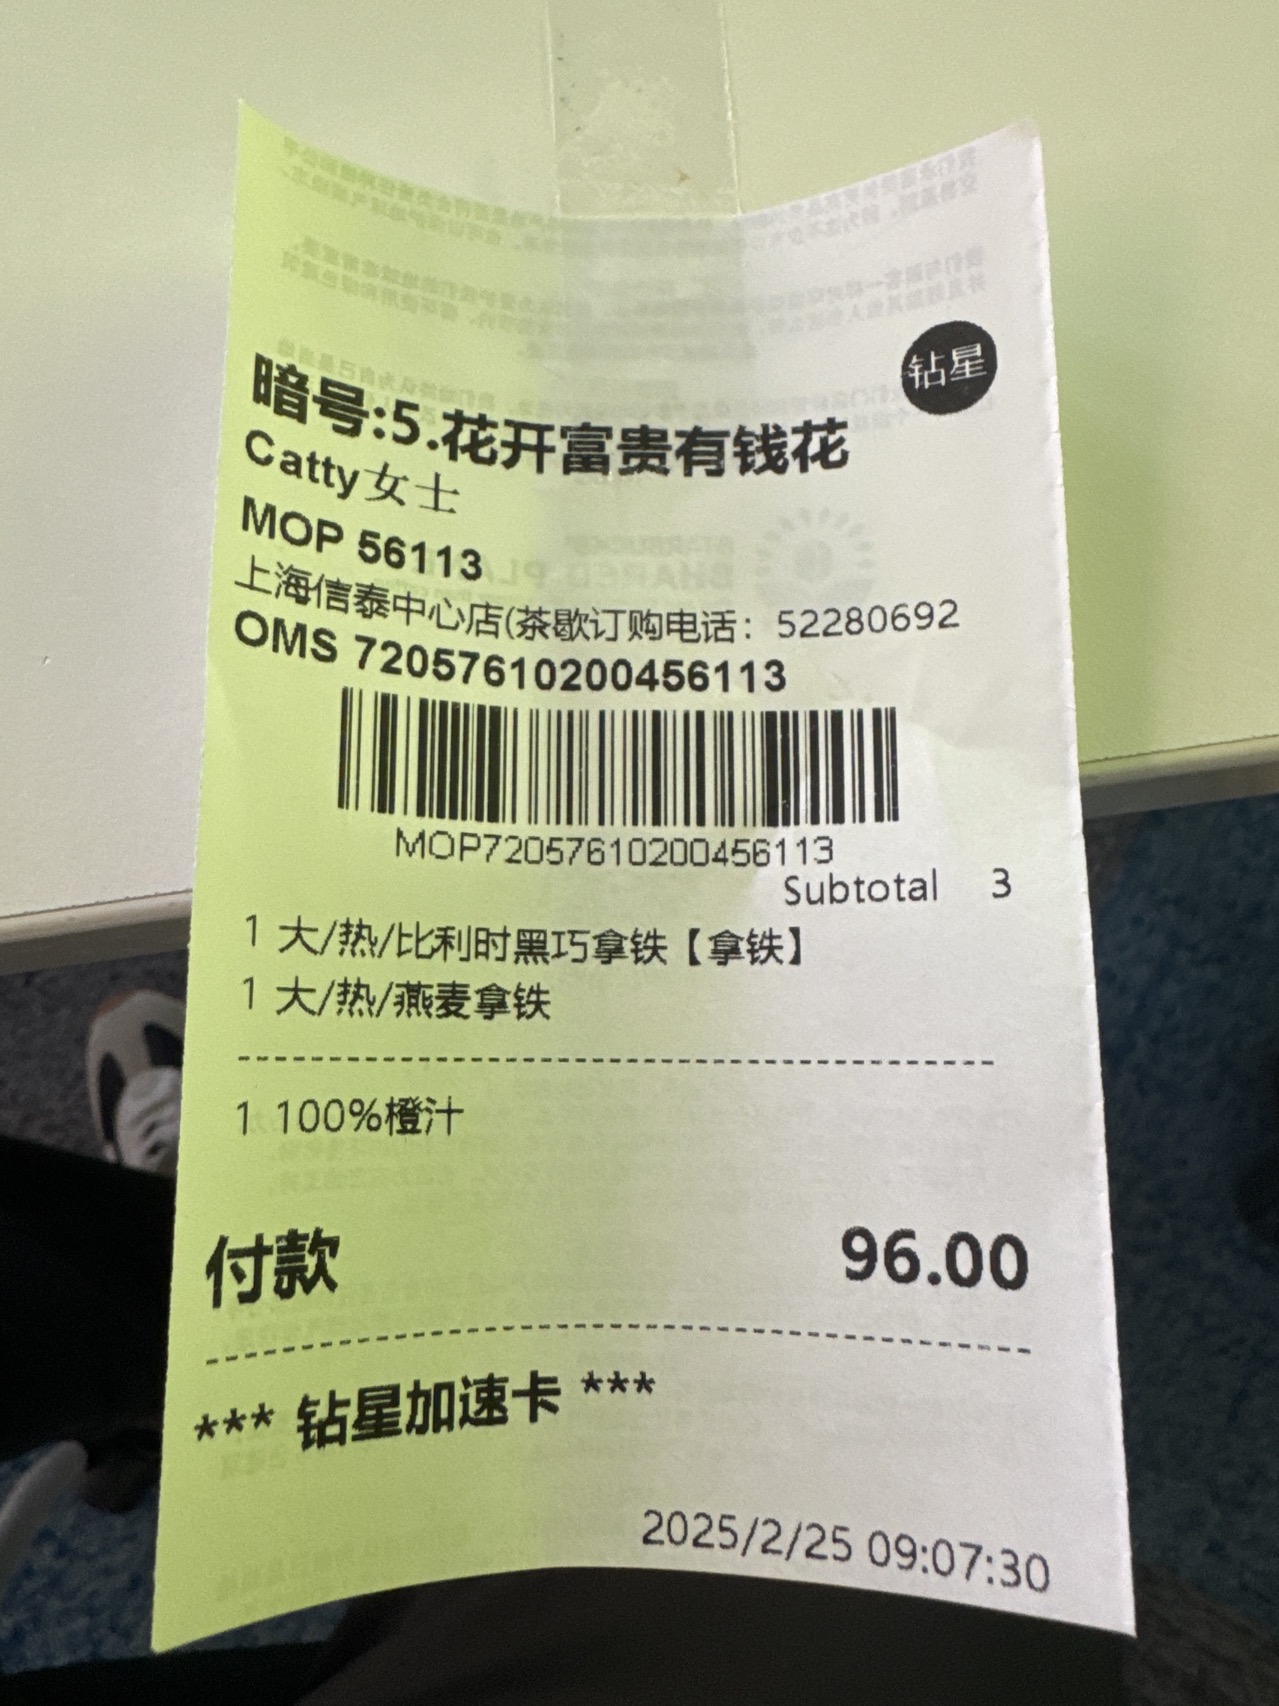 钻星
暗号:5.花开富贵有钱花
Catty女士
MOP 56113
上海信泰中心店(茶歇订购电话：52280692
OMS 72057610200456113
MOP72057610200456113
Subtotal 3
1 大/热/比利时黑巧拿铁【拿铁】
1 大/热/燕麦拿铁
1 100%橙汁
付款 96.00
*** 钻星加速卡 ***
2025/2/25 09:07:30